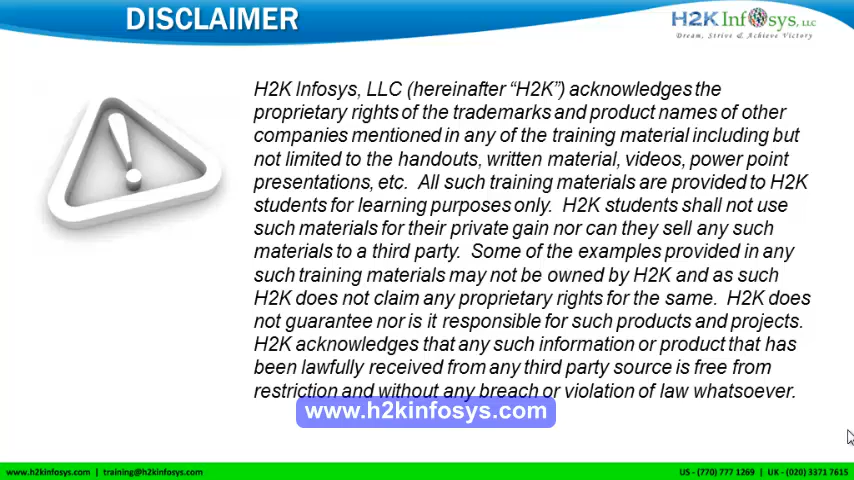 DISCLAIMER
H2K Infosys, LLC
Dream, Strive & Achieve Victory
H2K Infosys, LLC (hereinafter “H2K”) acknowledges the
proprietary rights of the trademarks and product names of other
companies mentioned in any of the training material including but
not limited to the handouts, written material, videos, power point
presentations, etc. All such training materials are provided to H2K
students for learning purposes only. H2K students shall not use
such materials for their private gain nor can they sell any such
materials to a third party. Some of the examples provided in any
such training materials may not be owned by H2K and as such
H2K does not claim any proprietary rights for the same. H2K does
not guarantee nor is it responsible for such products and projects.
H2K acknowledges that any such information or product that has
been lawfully received from any third party source is free from
restriction and without any breach or violation of law whatsoever.
www.h2kinfosys.com
www.h2kinfosys.com | training@h2kinfosys.com
US - (770) 777 1269 | UK - (020) 3371 7615